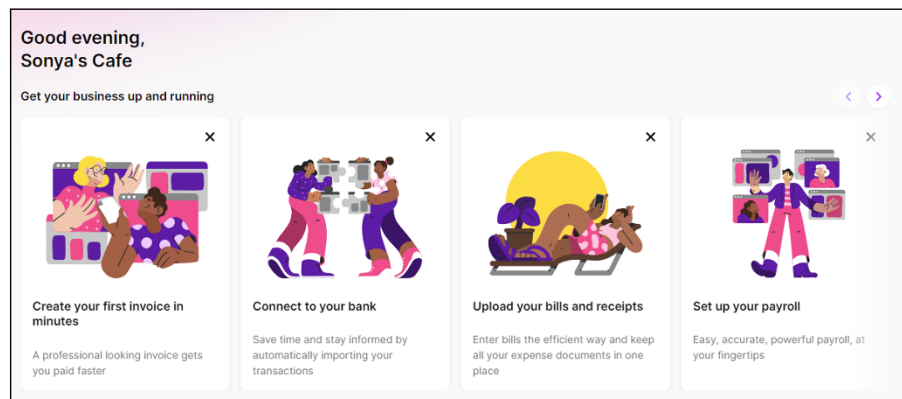 Good evening,
Sonya's Cafe
Get your business up and running
Create your first invoice in
minutes
A professional looking invoice gets
you paid faster
Connect to your bank
Save time and stay informed by
automatically importing your
transactions
Upload your bills and receipts
Enter bills the efficient way and keep
all your expense documents in one
place
Set up your payroll
Easy, accurate, powerful payroll, at
your fingertips